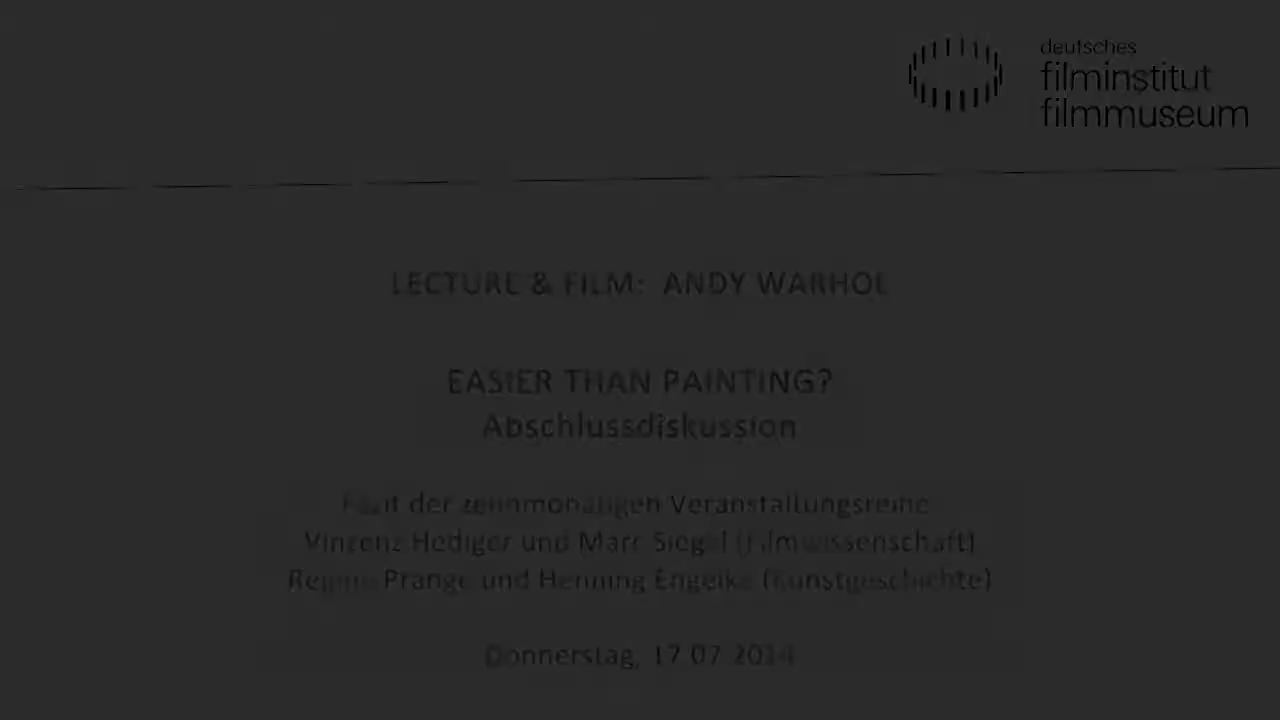 deutsches
filminstitut
filmmuseum
LECTURE & FILM: ANDY WARHOL
EASIER THAN PAINTING?
Abschlussdiskussion
Fazit der zehnmonatigen Veranstaltungsreihe
Vinzenz Hediger und Marc Siegel (Filmwissenschaft)
Regine Prange und Henning Engelke (Kunstgeschichte)
Donnerstag, 17.07.2014